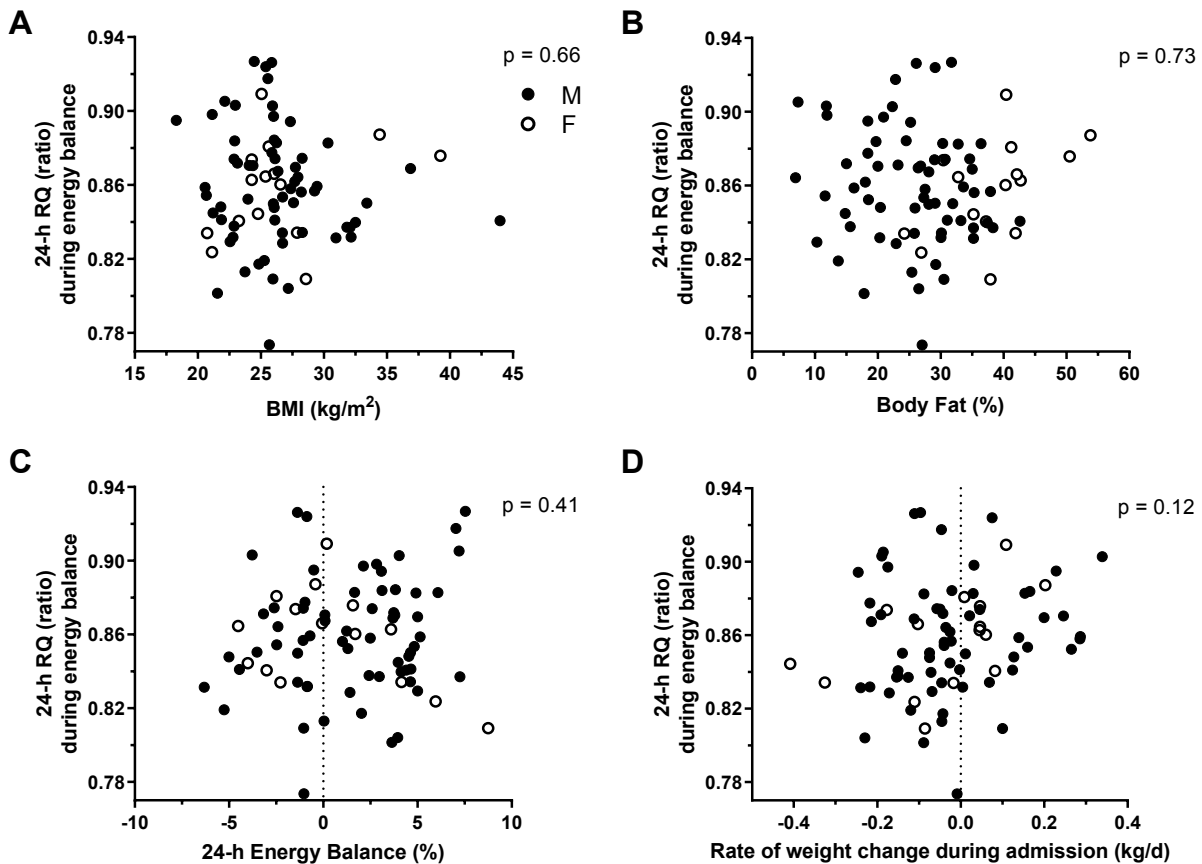 A
0.94
0.90
0.86
0.82
0.78
24-h RQ (ratio)
during energy balance
15 20 25 30 35 40 45
BMI (kg/m²)
p = 0.66
M
F
B
0.94
0.90
0.86
0.82
0.78
24-h RQ (ratio)
during energy balance
0 10 20 30 40 50 60
Body Fat (%)
p = 0.73
C
0.94
0.90
0.86
0.82
0.78
24-h RQ (ratio)
during energy balance
-10 -5 0 5 10
24-h Energy Balance (%)
p = 0.41
D
0.94
0.90
0.86
0.82
0.78
24-h RQ (ratio)
during energy balance
-0.4 -0.2 0.0 0.2 0.4
Rate of weight change during admission (kg/d)
p = 0.12